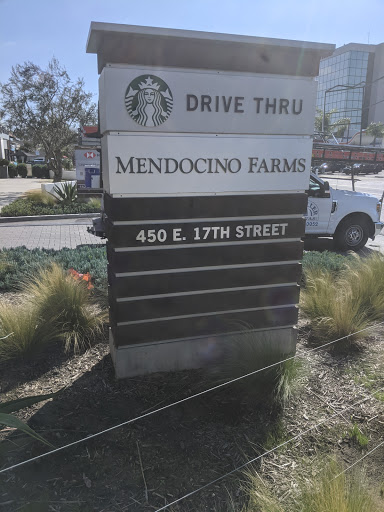 DRIVE THRU
MENDOCINO FARMS
450 E. 17TH STREET